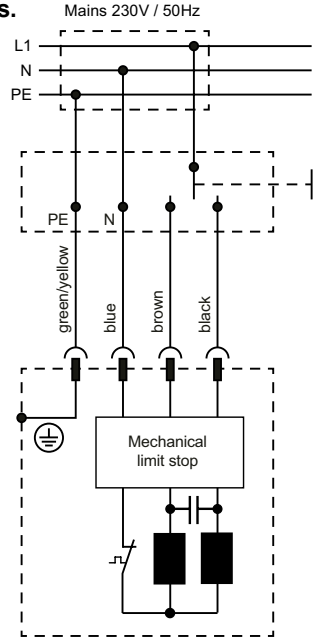 s.
Mains 230V / 50Hz
L1
N
PE
PE
N
green/yellow
blue
brown
black
Mechanical
limit stop